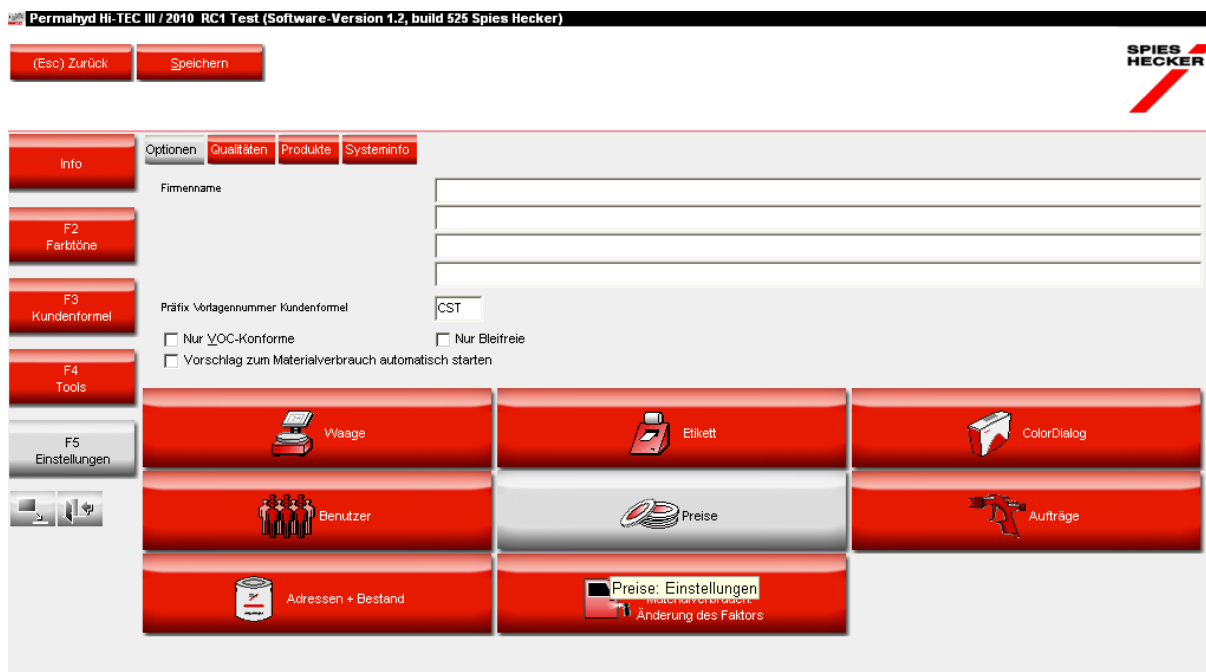 Permahyd Hi-TEC III / 2010 RC1 Test (Software-Version 1.2, build 525 Spies Hecker)
(Esc) Zurück
Speichern
SPIES
HECKER
Info
Optionen
Qualitäten
Produkte
Systeminfo
Firmenname
F2
Farbtöne
F3
Kundenformel
Präfix Vorlagennummer Kundenformel
CST
Nur VOC-Konforme
Nur Bleifreie
Vorschlag zum Materialverbrauch automatisch starten
F4
Tools
F5
Einstellungen
Waage
Etikett
ColorDialog
Benutzer
Preise
Aufträge
Adressen + Bestand
Preise: Einstellungen
Änderung des Faktors